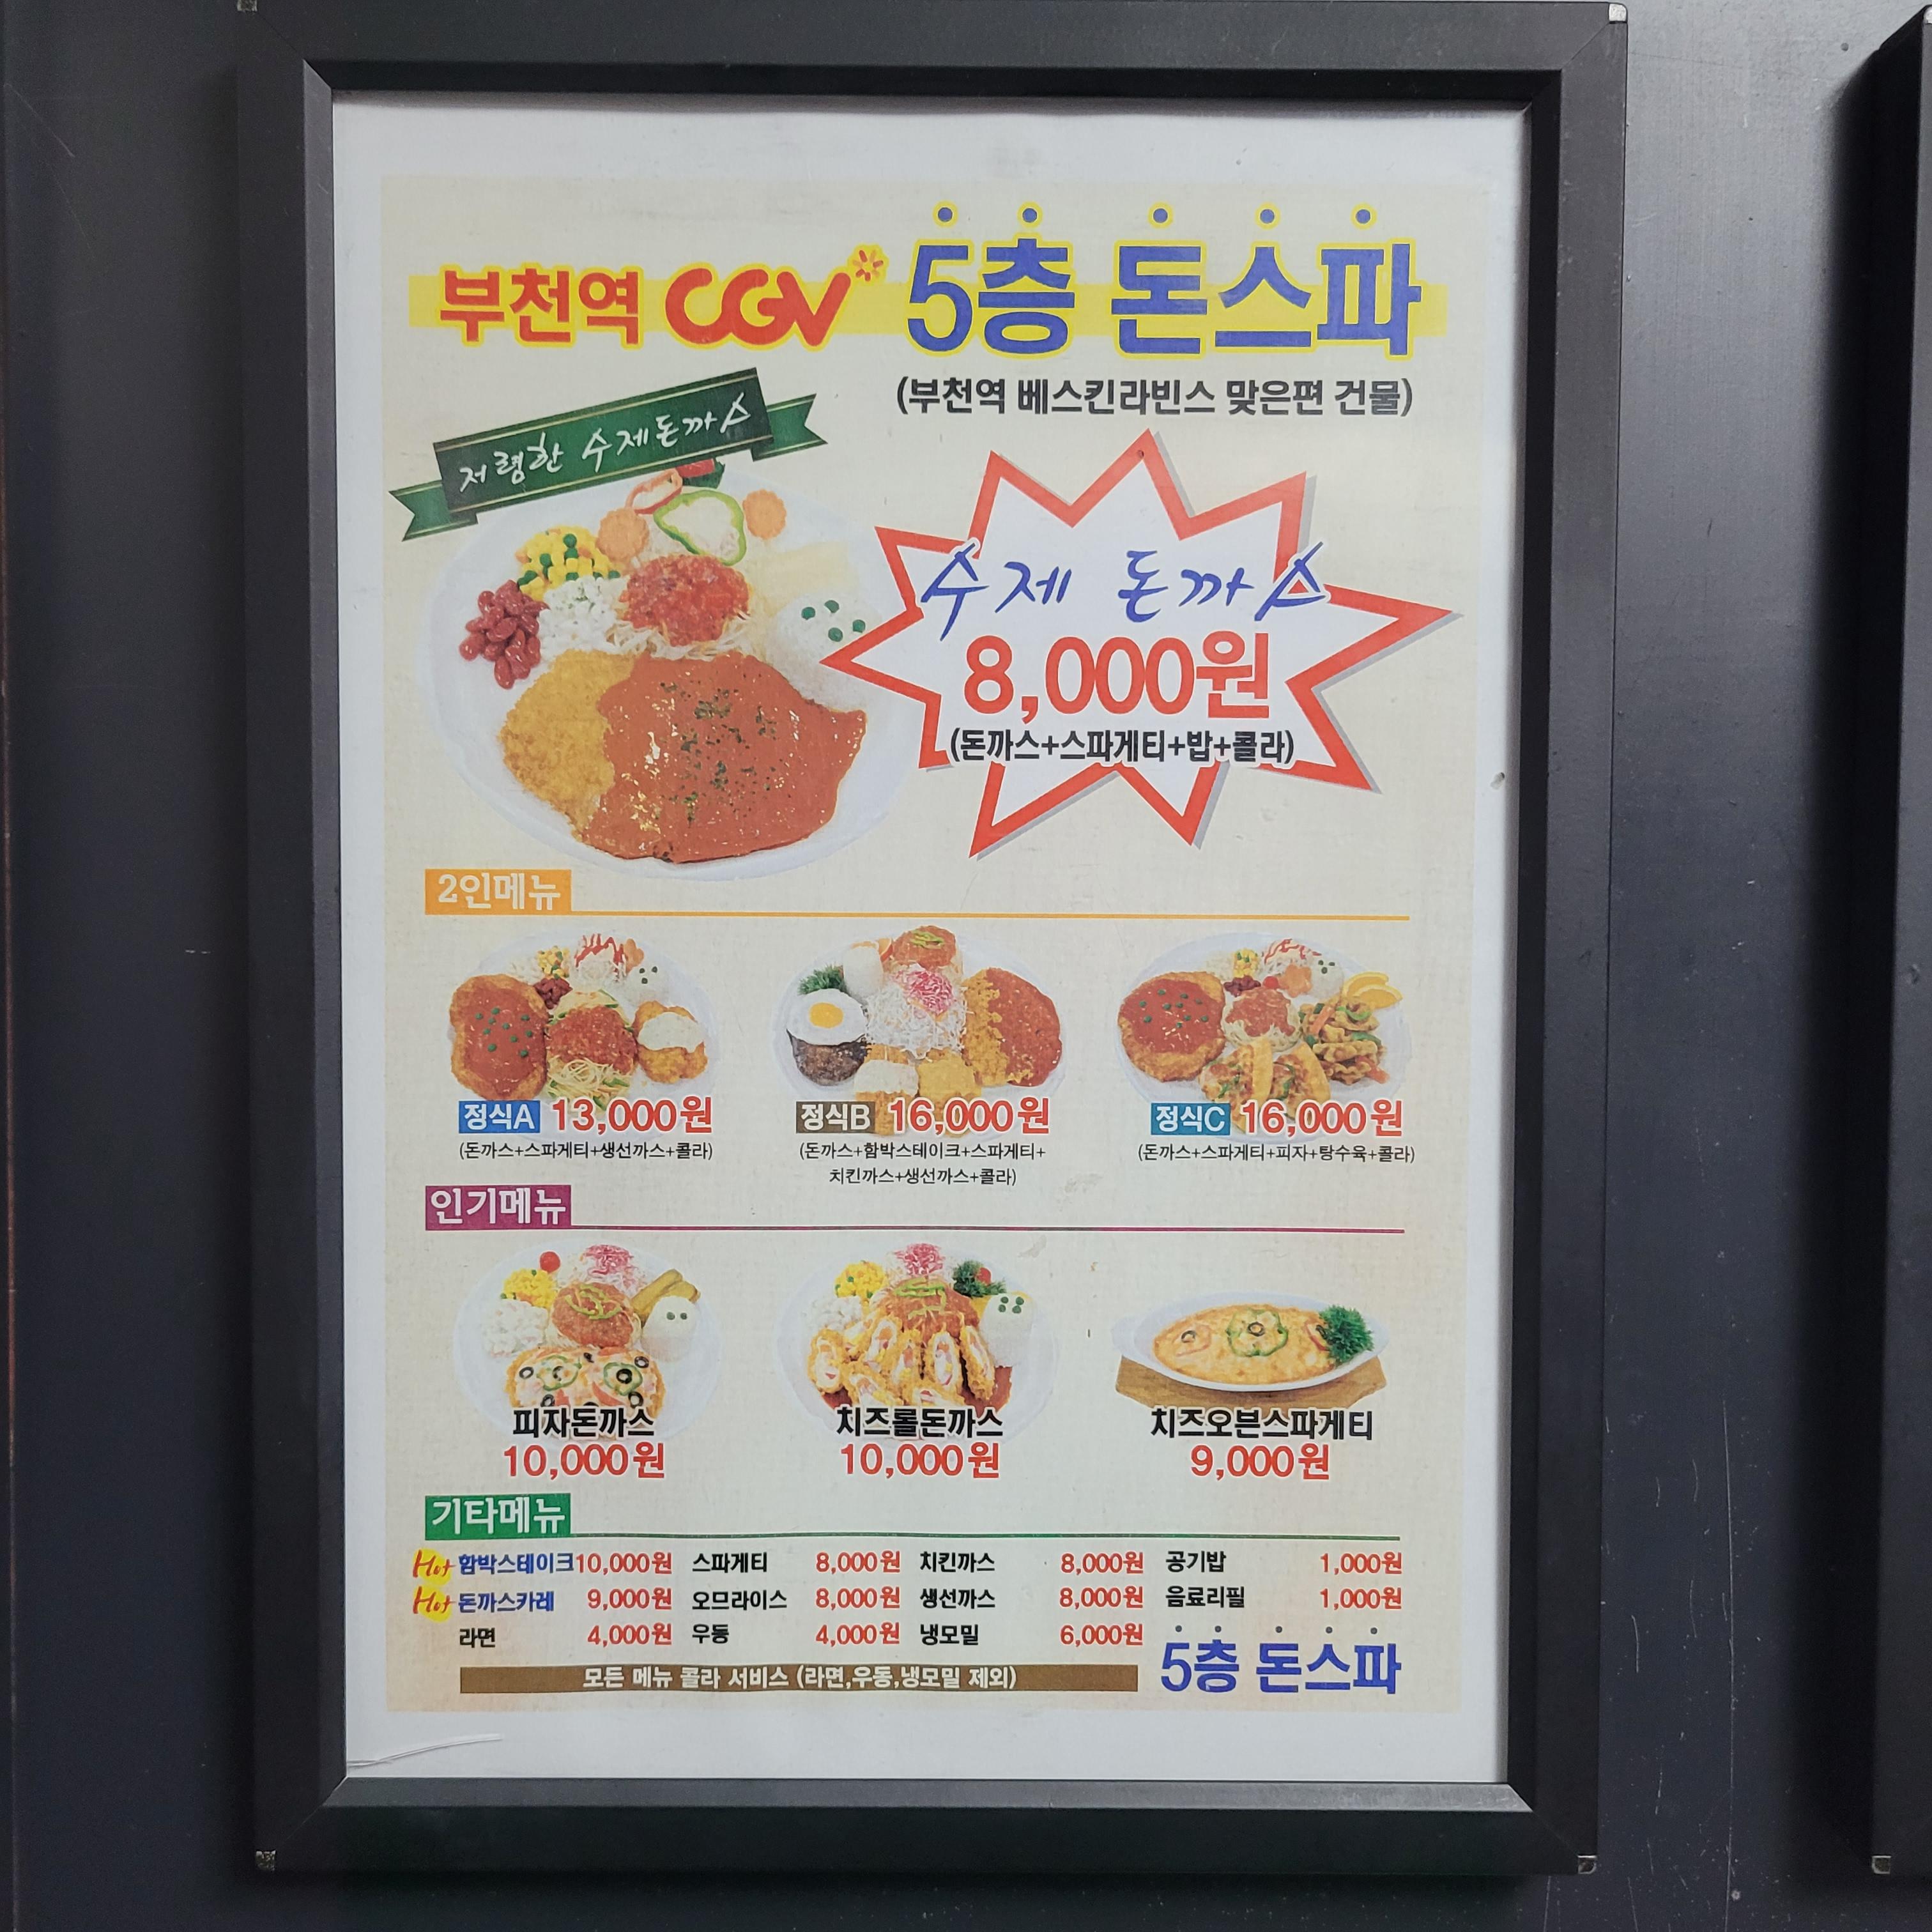 부천역 CGV 5층 돈스파
(부천역 베스킨라빈스 맞은편 건물)
저렴한 수제돈까스
수제 돈까스
8,000원
(돈까스+스파게티+밥+콜라)
2인메뉴
정식A 13,000원
(돈까스+스파게티+생선까스+콜라)
정식B 16,000원
(돈까스+함박스테이크+스파게티+
치킨까스+생선까스+콜라)
정식C 16,000원
(돈까스+스파게티+피자+탕수육+콜라)
인기메뉴
피자돈까스
10,000원
치즈롤돈까스
10,000원
치즈오븐스파게티
9,000원
기타메뉴
Hot 함박스테이크 10,000원 스파게티 8,000원 치킨까스 8,000원 공기밥 1,000원
Hot 돈까스카레 9,000원 오므라이스 8,000원 생선까스 8,000원 음료리필 1,000원
라면 4,000원 우동 4,000원 냉모밀 6,000원
모든 메뉴 콜라 서비스 (라면,우동,냉모밀 제외)
5층 돈스파